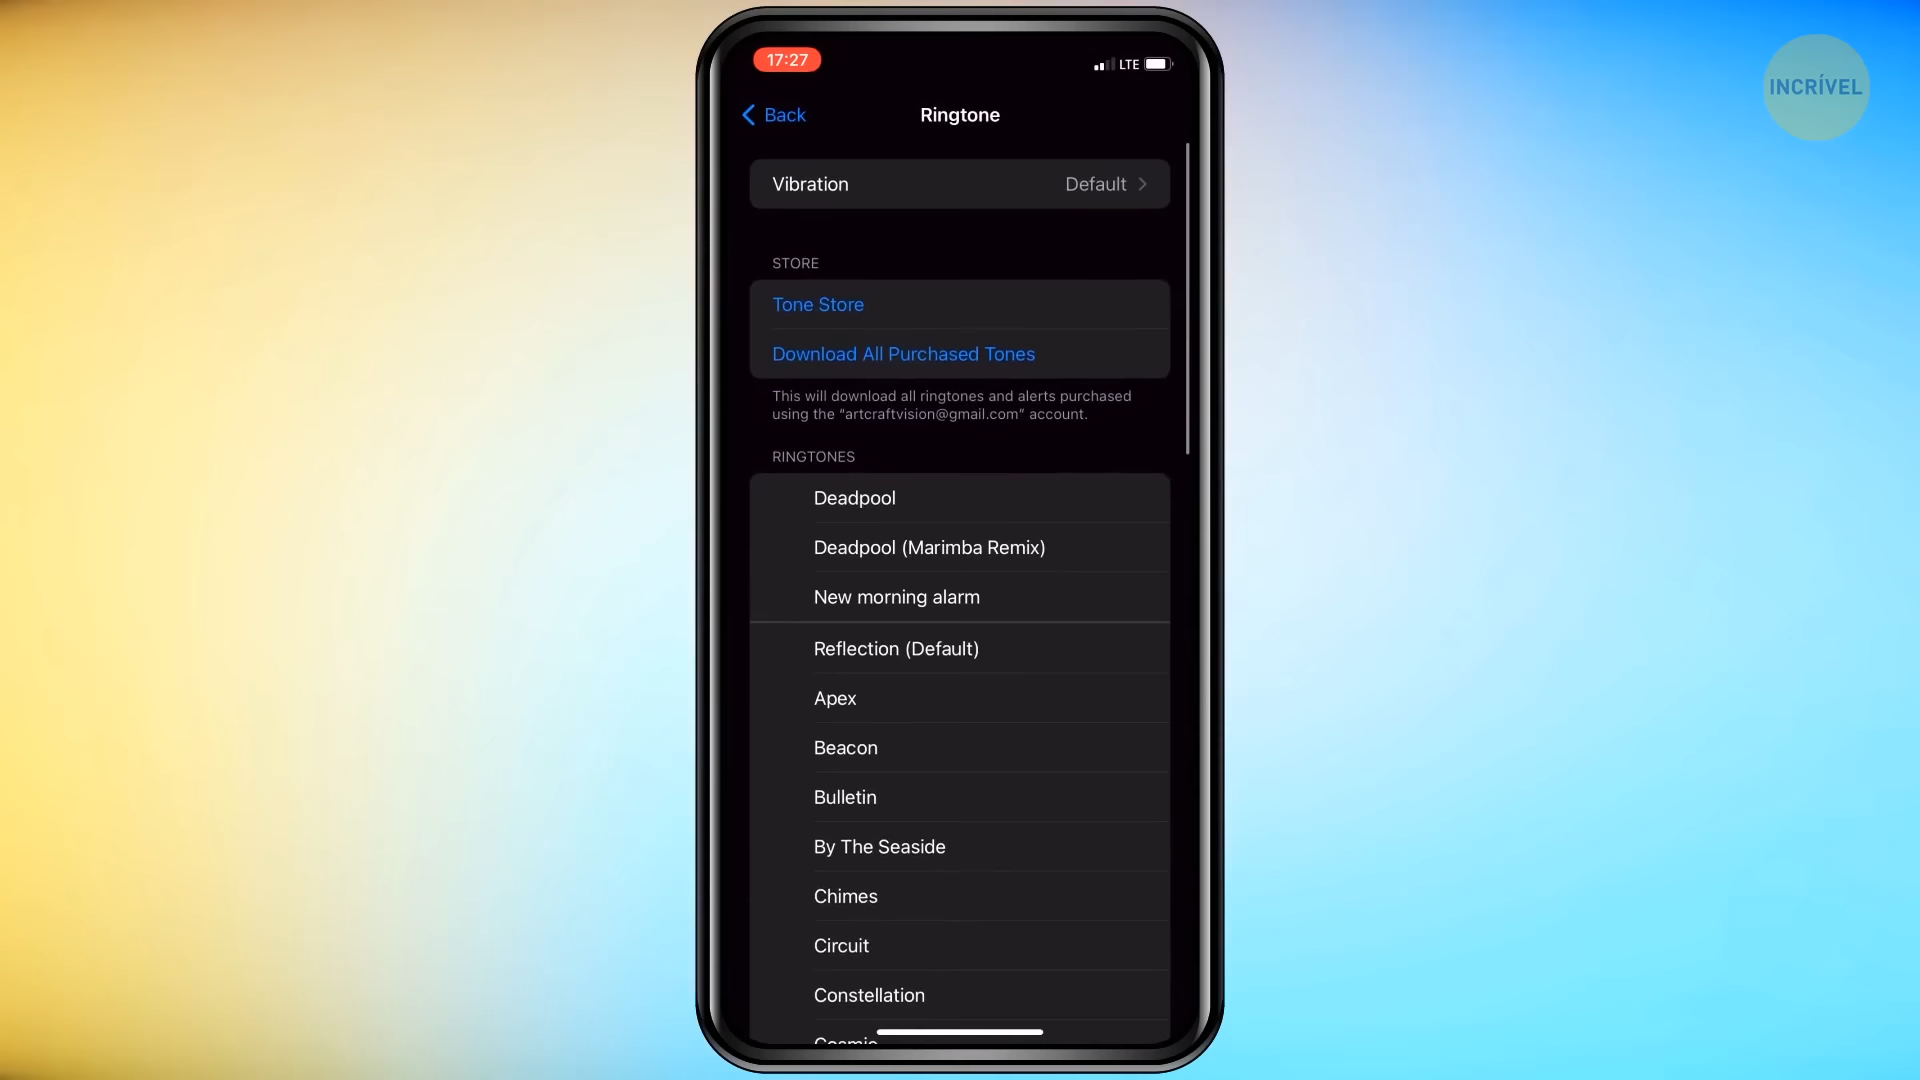 17:27
LTE
INCRÍVEL
Back
Ringtone
Vibration
Default
STORE
Tone Store
Download All Purchased Tones
This will download all ringtones and alerts purchased
using the “artcraftvision@gmail.com” account.
RINGTONES
Deadpool
Deadpool (Marimba Remix)
New morning alarm
Reflection (Default)
Apex
Beacon
Bulletin
By The Seaside
Chimes
Circuit
Constellation
Cosmic